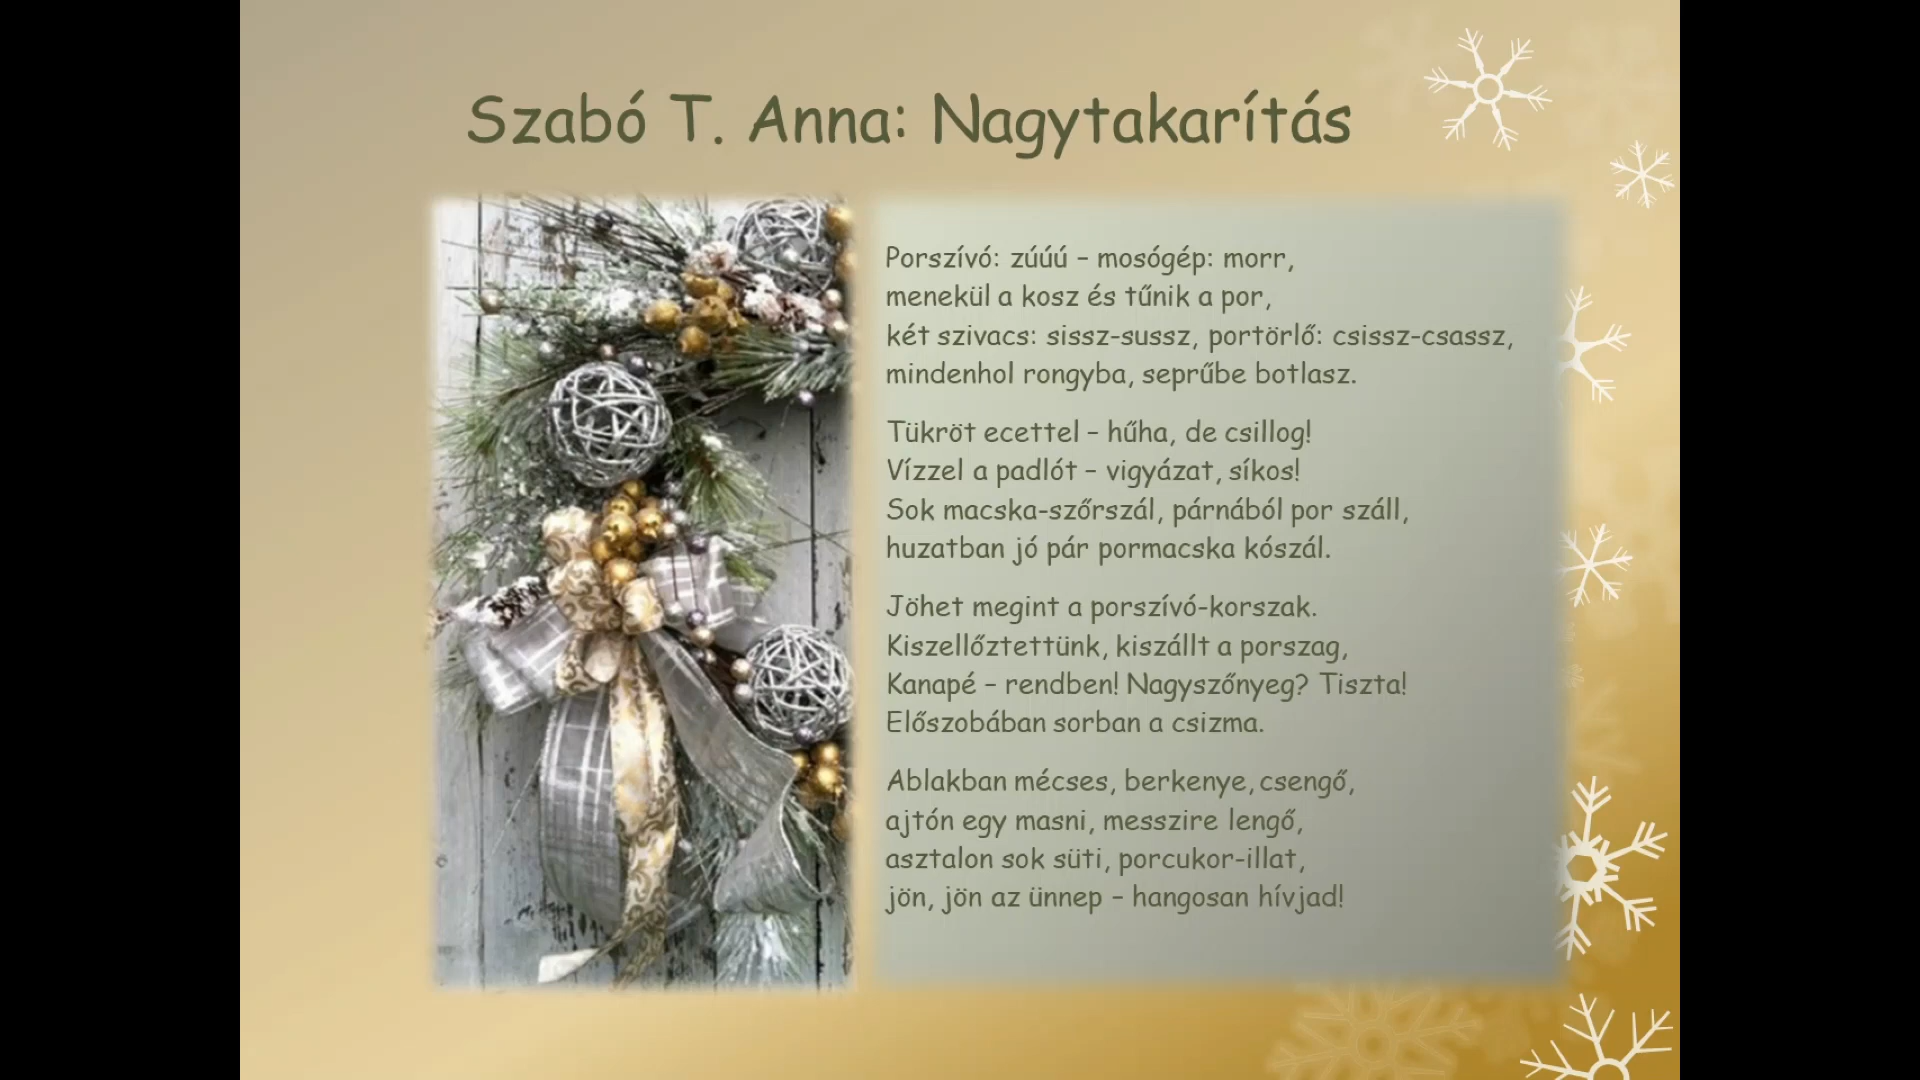 Szabó T. Anna: Nagytakarítás
Porszívó: zúúú – mosógép: morr,
menekül a kosz és tűnik a por,
két szivacs: sissz-sussz, portörlő: csissz-csassz,
mindenhol rongyba, seprűbe botlasz.
Tükröt ecettel – hűha, de csillog!
Vízzel a padlót – vigyázat, síkos!
Sok macska-szőrszál, párnából por száll,
huzatban jó pár pormacska kószál.
Jöhet megint a porszívó-korszak.
Kiszellőztettünk, kiszállt a porszag,
Kanapé – rendben! Nagyszőnyeg? Tiszta!
Előszobában sorban a csizma.
Ablakban mécses, berkenye, csengő,
ajtón egy masni, messzire lengő,
asztalon sok süti, porcukor-illat,
jön, jön az ünnep – hangosan hívjad!